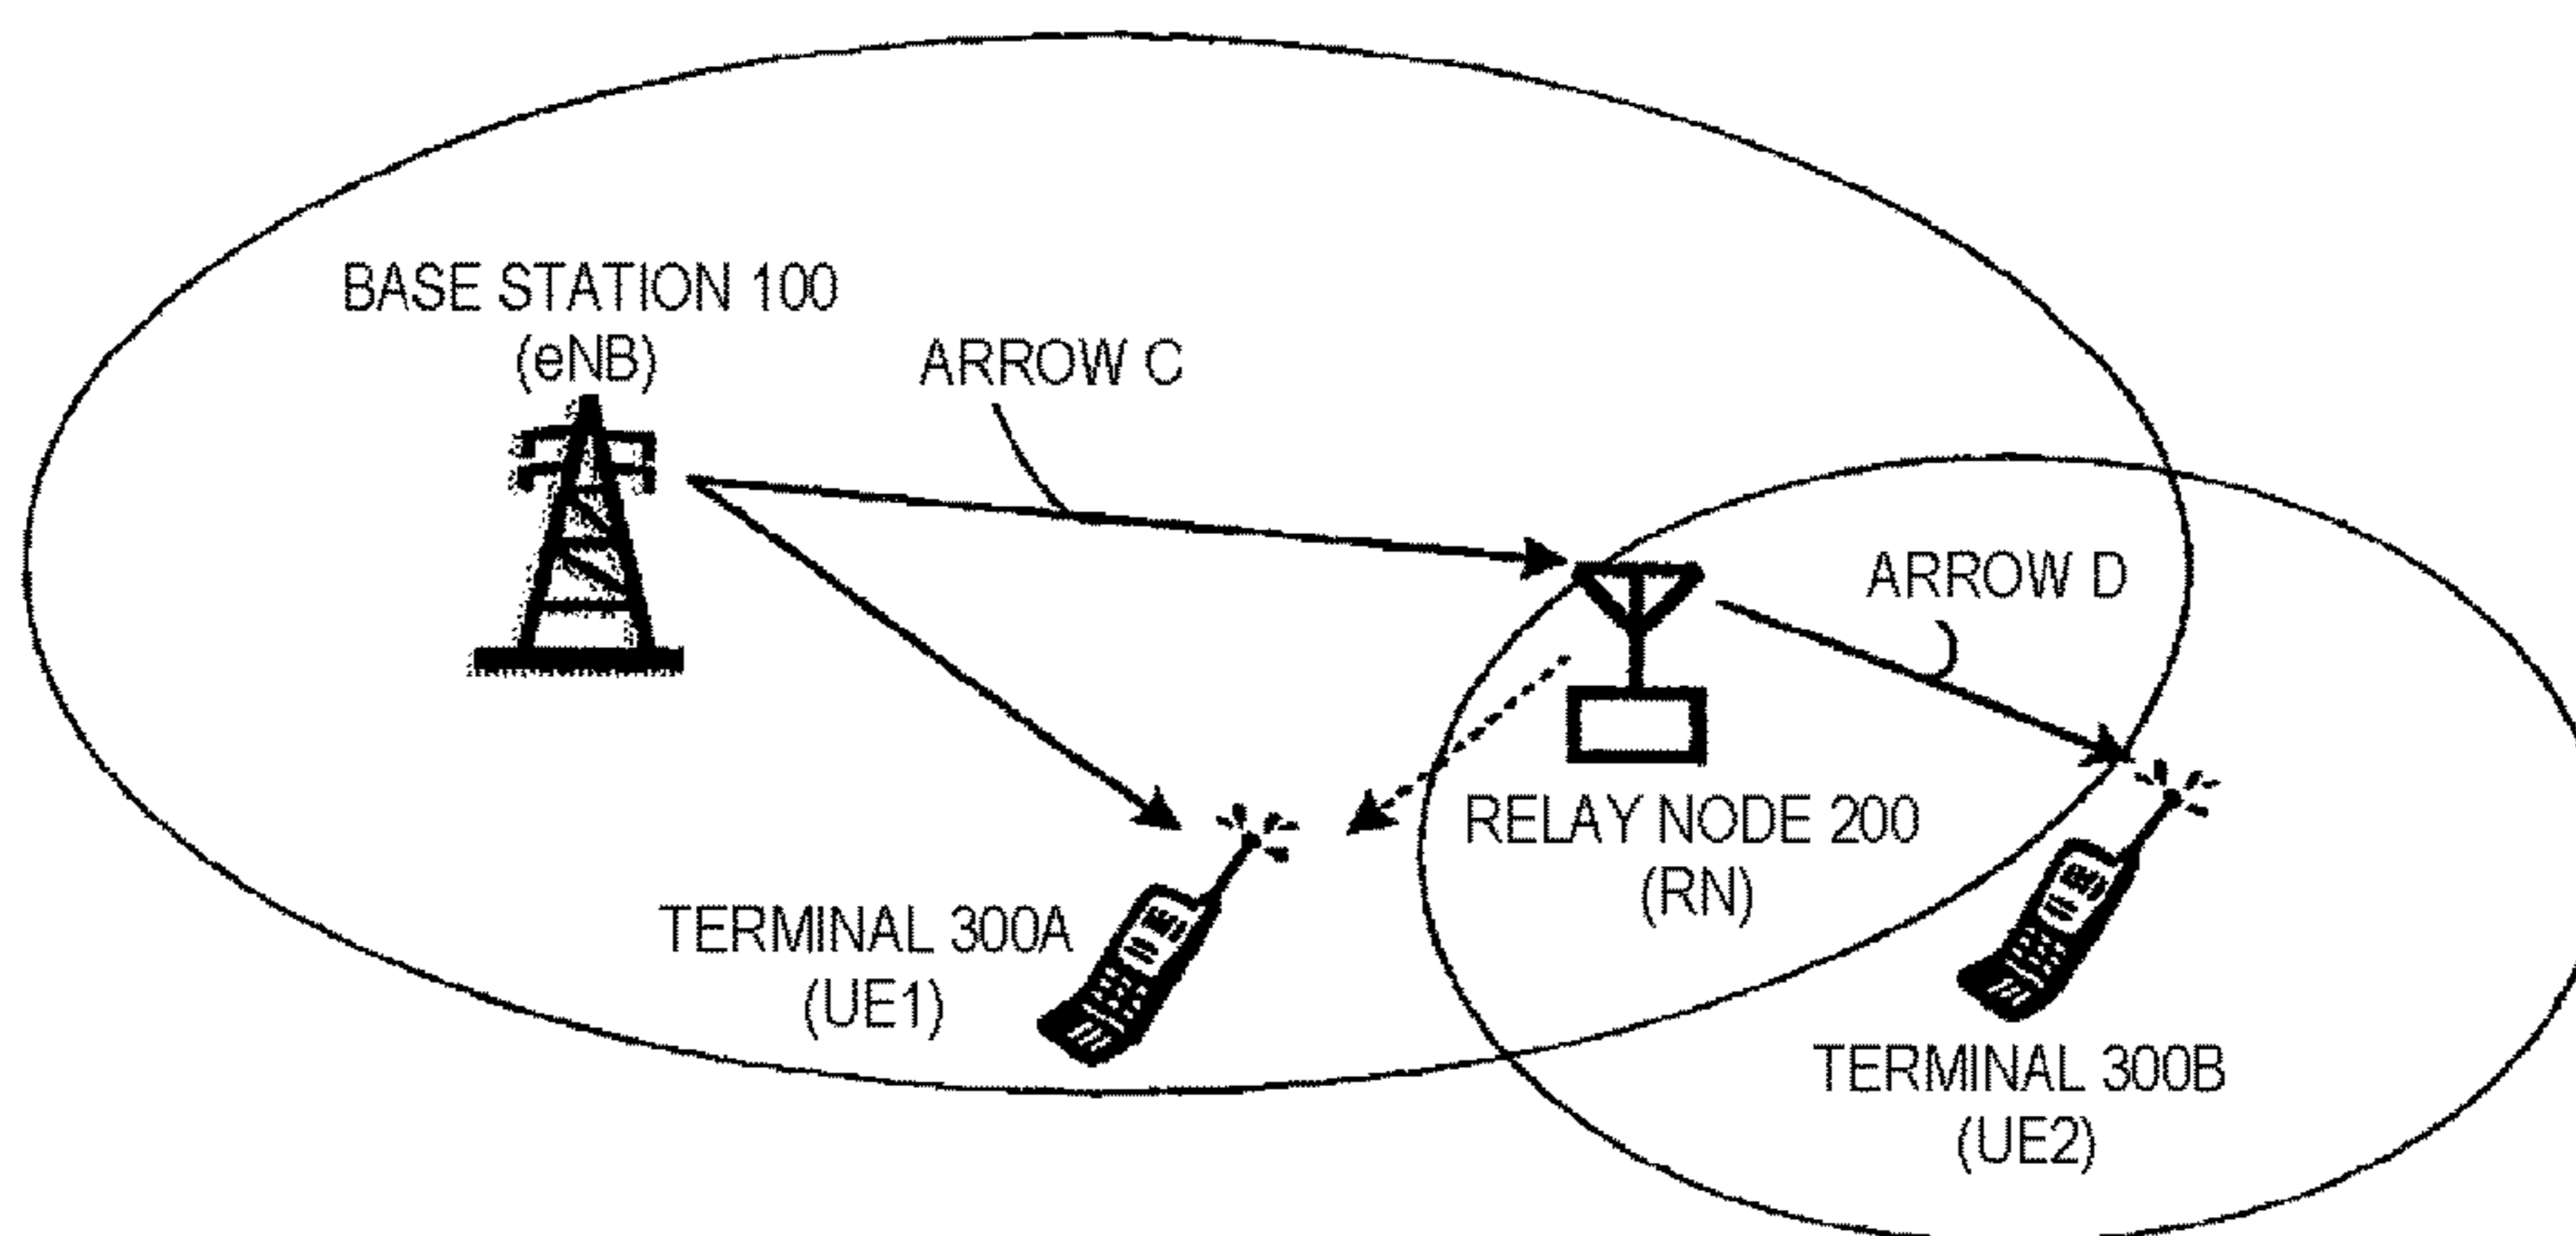 BASE STATION 100
(eNB)
ARROW C
ARROW D
RELAY NODE 200
(RN)
TERMINAL 300A
(UE1)
TERMINAL 300B
(UE2)